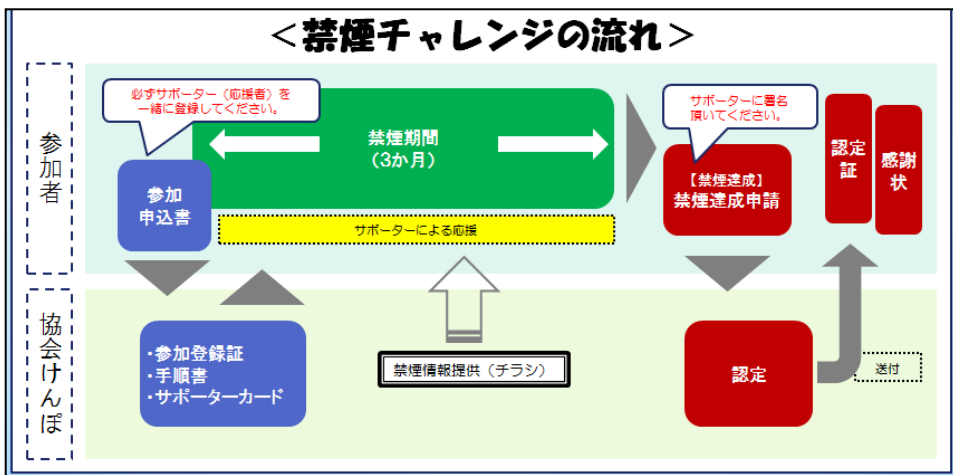 ＜禁煙チャレンジの流れ＞
参加者
必ずサポーター（応援者）を
一緒に登録してください。
参加
申込書
禁煙期間
（3か月）
サポーターによる応援
サポーターに署名
頂いてください。
【禁煙達成】
禁煙達成申請
認定証
感謝状
協会けんぽ
・参加登録証
・手順書
・サポーターカード
禁煙情報提供（チラシ）
認定
送付